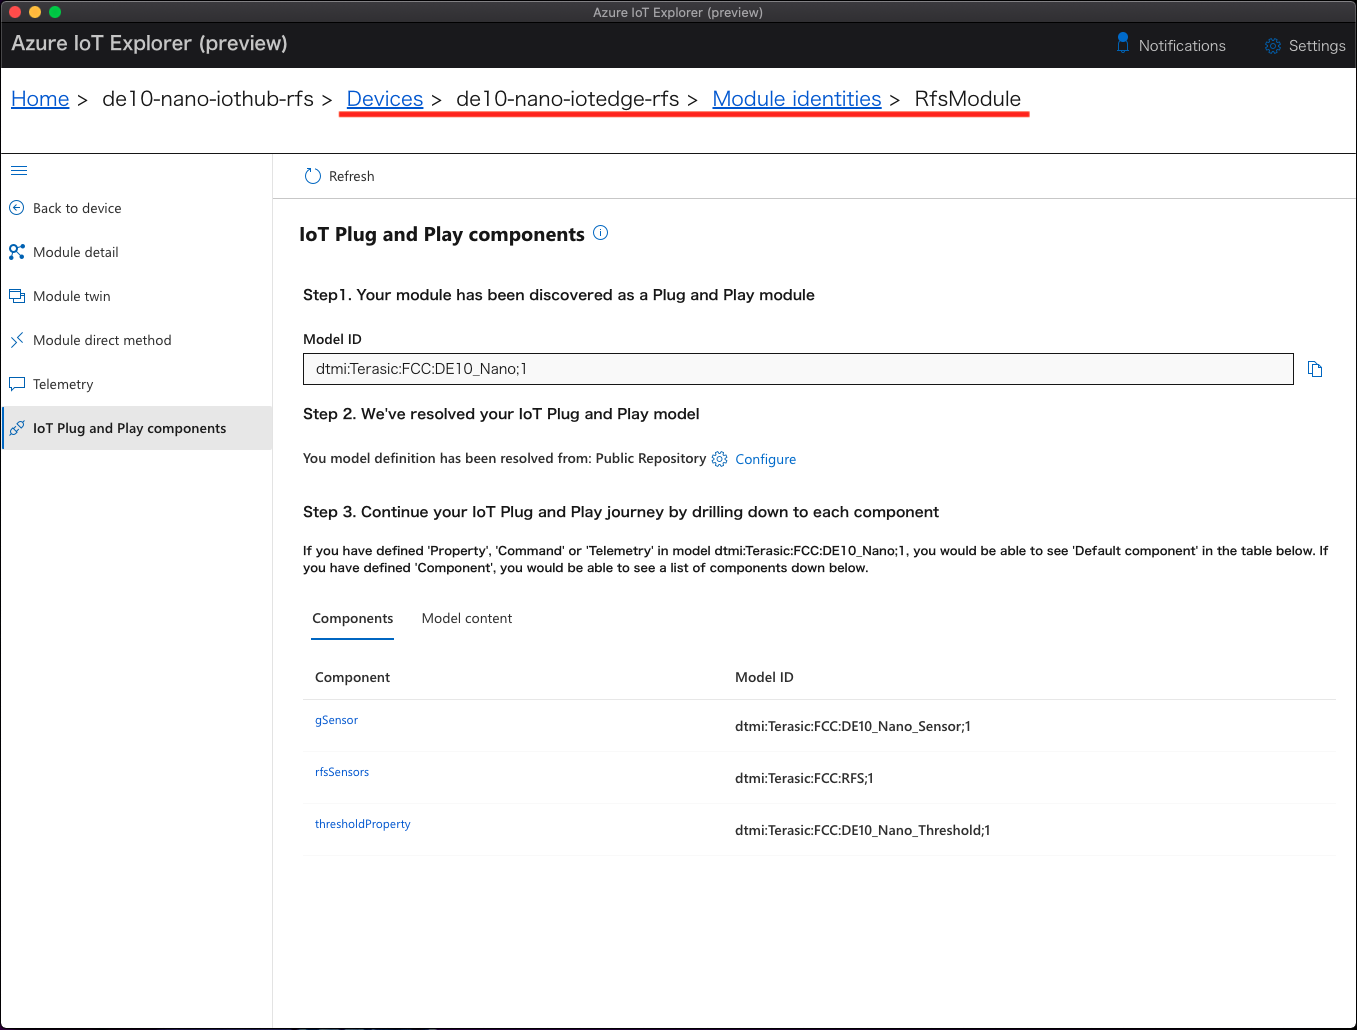 Azure IoT Explorer (preview)
Azure IoT Explorer (preview)
Notifications
Settings
Home > de10-nano-iothub-rfs > Devices > de10-nano-iotedge-rfs > Module identities > RfsModule
Refresh
Back to device
Module detail
Module twin
Module direct method
Telemetry
IoT Plug and Play components
IoT Plug and Play components
Step1. Your module has been discovered as a Plug and Play module
Model ID
dtmi:Terasic:FCC:DE10_Nano;1
Step 2. We've resolved your IoT Plug and Play model
You model definition has been resolved from: Public Repository Configure
Step 3. Continue your IoT Plug and Play journey by drilling down to each component
If you have defined 'Property', 'Command' or 'Telemetry' in model dtmi:Terasic:FCC:DE10_Nano;1, you would be able to see 'Default component' in the table below. If
you have defined 'Component', you would be able to see a list of components down below.
Components Model content
Component Model ID
gSensor dtmi:Terasic:FCC:DE10_Nano_Sensor;1
rfsSensors dtmi:Terasic:FCC:RFS;1
thresholdProperty dtmi:Terasic:FCC:DE10_Nano_Threshold;1